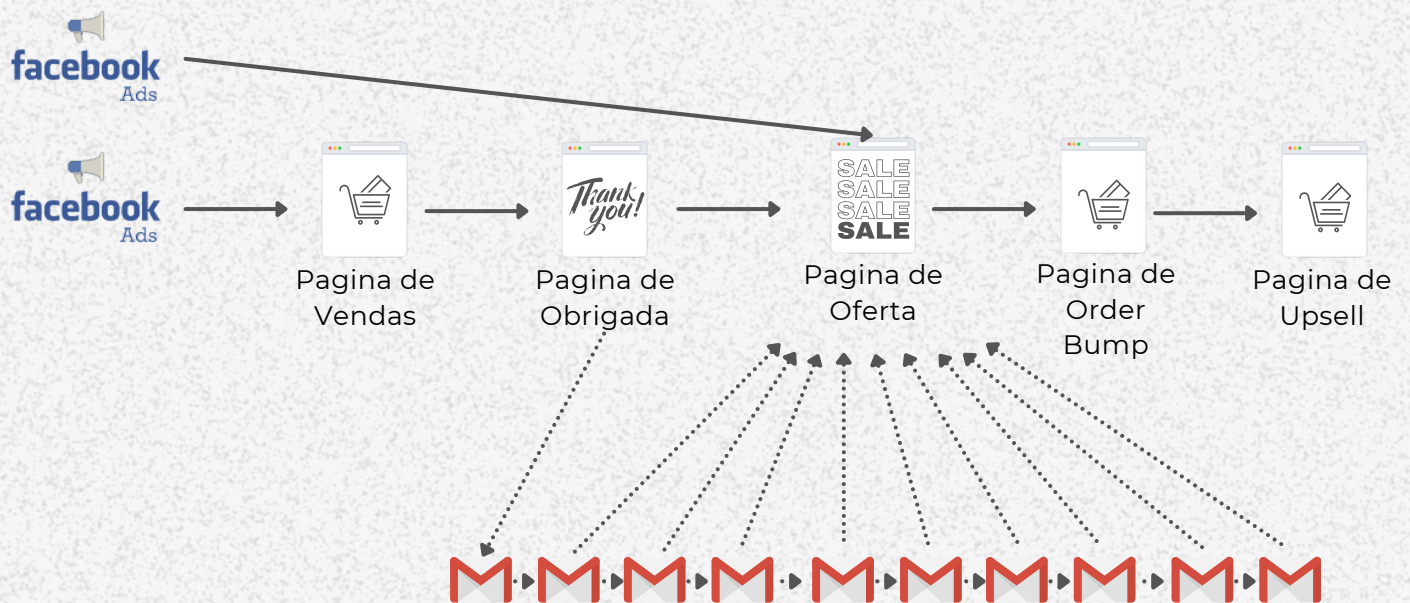 facebook
Ads
facebook
Ads
Thank
you!
SALE
SALE
SALE
SALE
Pagina de
Vendas
Pagina de
Obrigada
Pagina de
Oferta
Pagina de
Order
Bump
Pagina de
Upsell